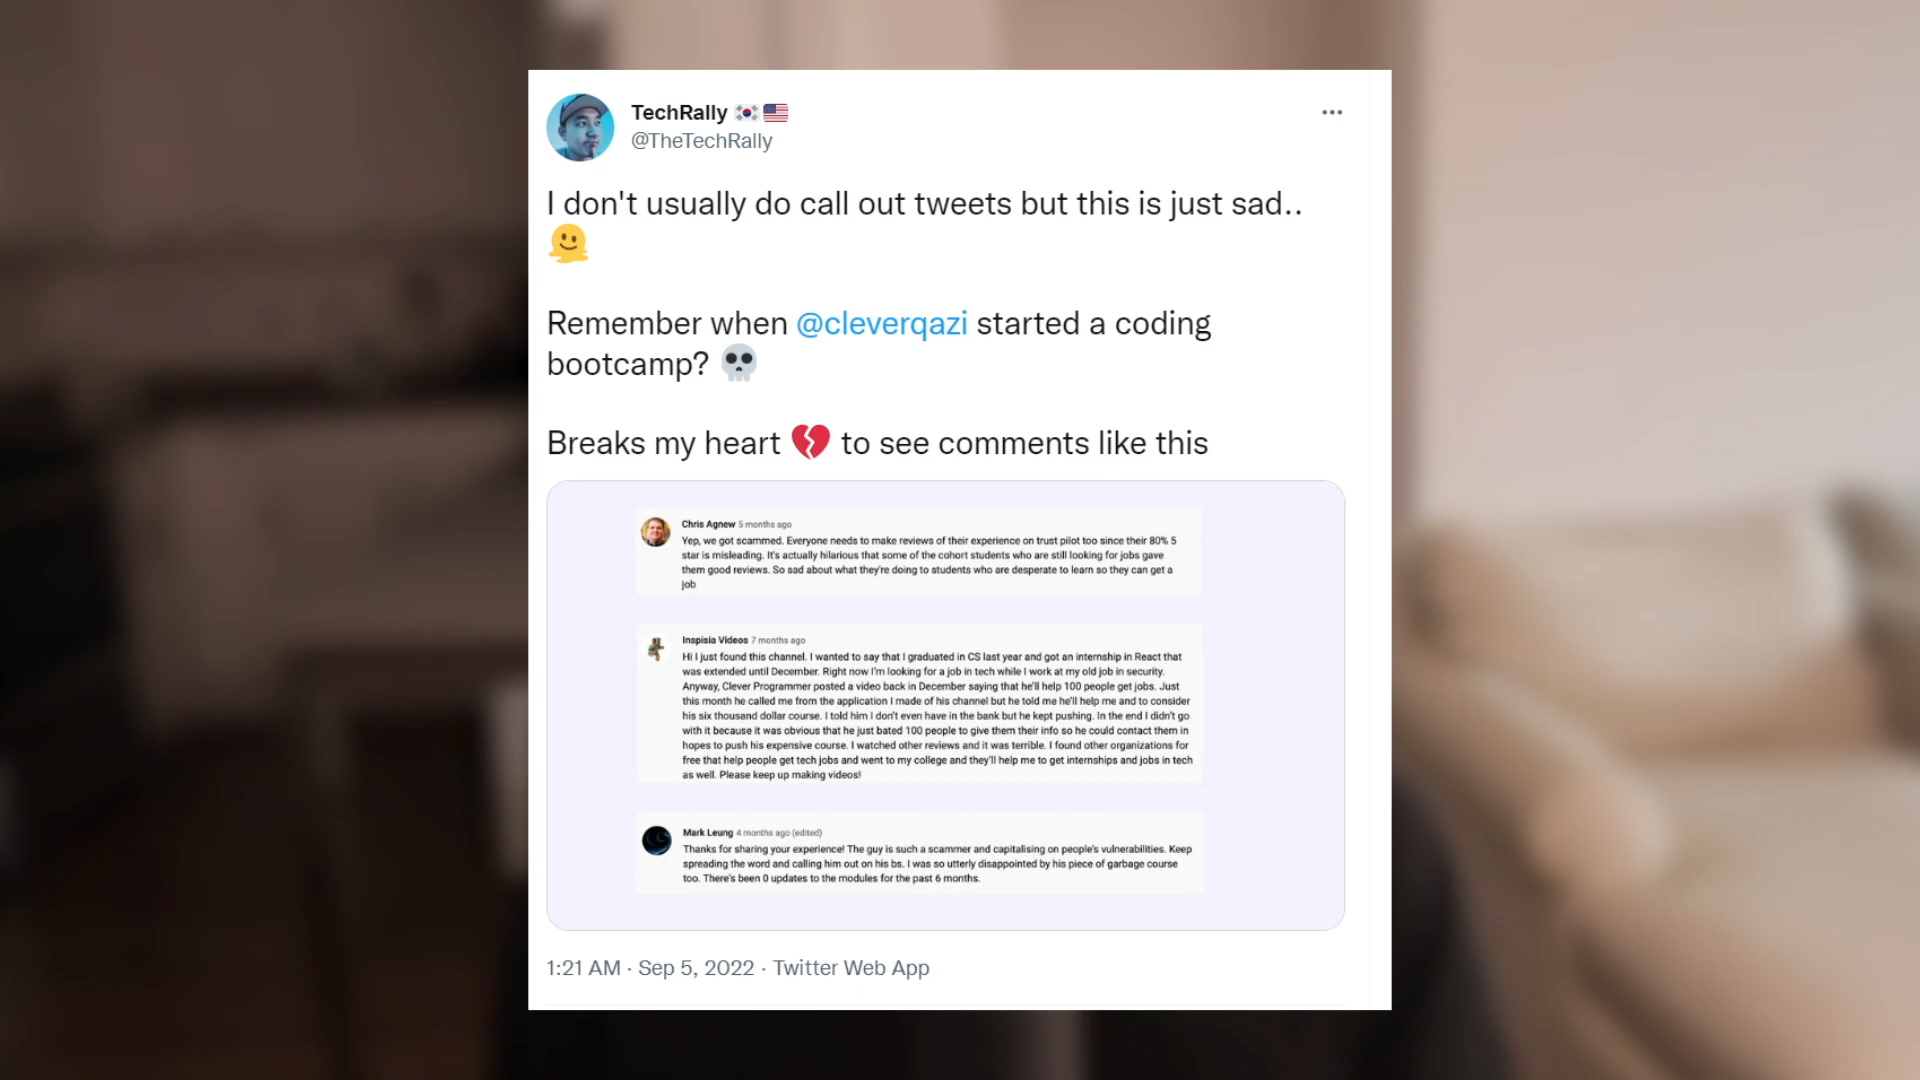 TechRally 🇰🇷🇺🇸
@TheTechRally
I don't usually do call out tweets but this is just sad..
🫠
Remember when @cleverqazi started a coding
bootcamp? 💀
Breaks my heart 💔 to see comments like this
Chris Agnew 5 months ago
Yep, we got scammed. Everyone needs to make reviews of their experience on trust pilot too since their 80% 5
star is misleading. It's actually hilarious that some of the cohort students who are still looking for jobs gave
them good reviews. So sad about what they're doing to students who are desperate to learn so they can get a
job
Inspisia Videos 7 months ago
Hi I just found this channel. I wanted to say that I graduated in CS last year and got an internship in React that
was extended until December. Right now I'm looking for a job in tech while I work at my old job in security.
Anyway, Clever Programmer posted a video back in December saying that he'll help 100 people get jobs. Just
this month he called me from the application I made of his channel but he told me he'll help me and to consider
his six thousand dollar course. I told him I don't even have in the bank but he kept pushing. In the end I didn't go
with it because it was obvious that he just bated 100 people to give them their info so he could contact them in
hopes to push his expensive course. I watched other reviews and it was terrible. I found other organizations for
free that help people get tech jobs and went to my college and they'll help me to get internships and jobs in tech
as well. Please keep up making videos!
Mark Leung 4 months ago (edited)
Thanks for sharing your experience! The guy is such a scammer and capitalising on people's vulnerabilities. Keep
spreading the word and calling him out on his bs. I was so utterly disappointed by his piece of garbage course
too. There's been 0 updates to the modules for the past 6 months.
1:21 AM · Sep 5, 2022 · Twitter Web App